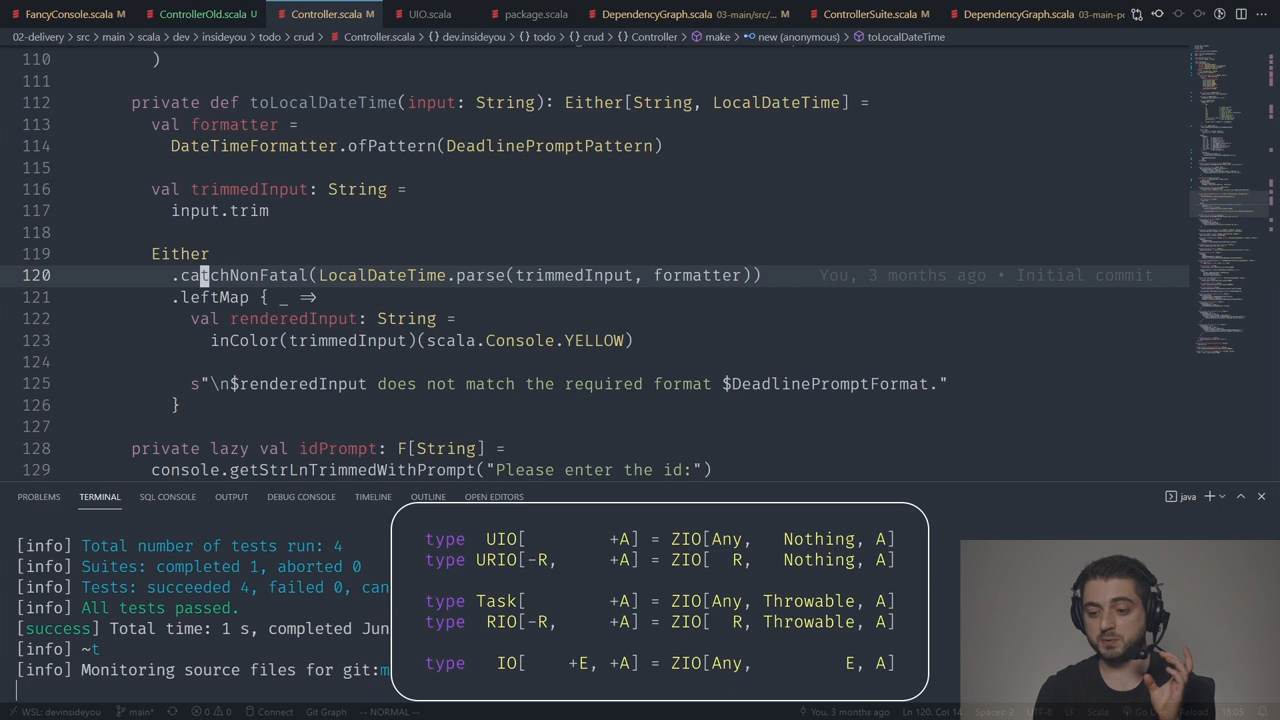 FancyConsole.scala M ControllerOld.scala U Controller.scala M UIO.scala package.scala DependencyGraph.scala 03-main/src/... M ControllerSuite.scala M DependencyGraph.scala 03-main-po
02-delivery > src > main > scala > dev > insideyou > todo > crud > Controller.scala > {} dev.insideyou > {} todo > {} crud > {} Controller > make > new (anonymous) > toLocalDateTime
110 )
111
112 private def toLocalDateTime(input: String): Either[String, LocalDateTime] =
113 val formatter =
114 DateTimeFormatter.ofPattern(DeadlinePromptPattern)
115
116 val trimmedInput: String =
117 input.trim
118
119 Either
120 .catchNonFatal(LocalDateTime.parse(trimmedInput, formatter)) You, 3 months ago • Initial commit
121 .leftMap { _ =>
122 val renderedInput: String =
123 inColor(trimmedInput)(scala.Console.YELLOW)
124
125 s"\n$renderedInput does not match the required format $DeadlinePromptFormat."
126 }
127
128 private lazy val idPrompt: F[String] =
129 console.getStrLnTrimmedWithPrompt("Please enter the id:")
PROBLEMS TERMINAL SQL CONSOLE OUTPUT DEBUG CONSOLE TIMELINE OUTLINE OPEN EDITORS java
[info] Total number of tests run: 4
[info] Suites: completed 1, aborted 0
[info] Tests: succeeded 4, failed 0, can
[info] All tests passed.
[success] Total time: 1 s, completed Jun
[info] ~t
[info] Monitoring source files for git:m
type UIO[ +A] = ZIO[Any, Nothing, A]
type URIO[-R, +A] = ZIO[ R, Nothing, A]
type Task[ +A] = ZIO[Any, Throwable, A]
type RIO[-R, +A] = ZIO[ R, Throwable, A]
type IO[ +E, +A] = ZIO[Any, E, A]
WSL: devinsideyou main* 0 0 Connect Git Graph -- NORMAL -- You, 3 months ago Ln 120, Col 14 Spaces: 2 UTF-8 LF Scala Go Live Reload 18:05